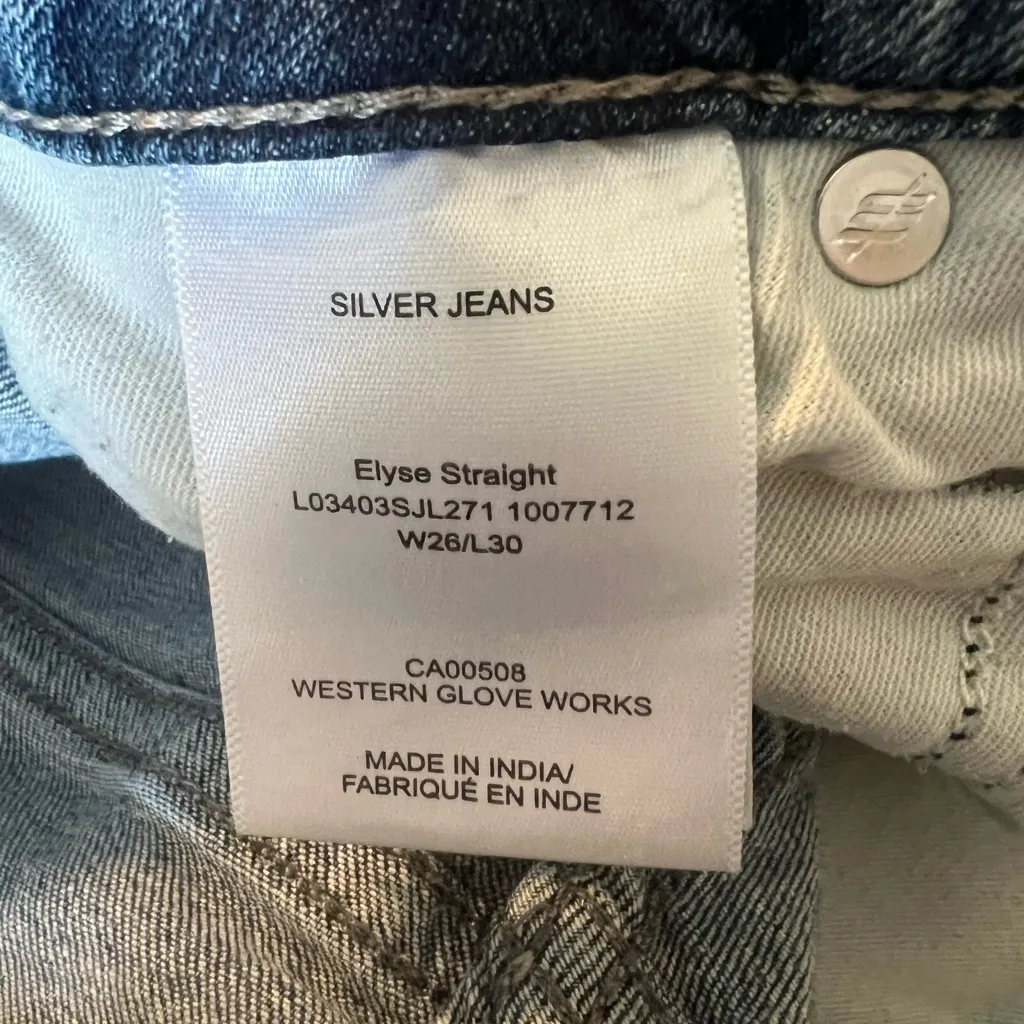 SILVER JEANS
Elyse Straight
L03403SJL271 1007712
W26/L30
CA00508
WESTERN GLOVE WORKS
MADE IN INDIA/
FABRIQUÉ EN INDE